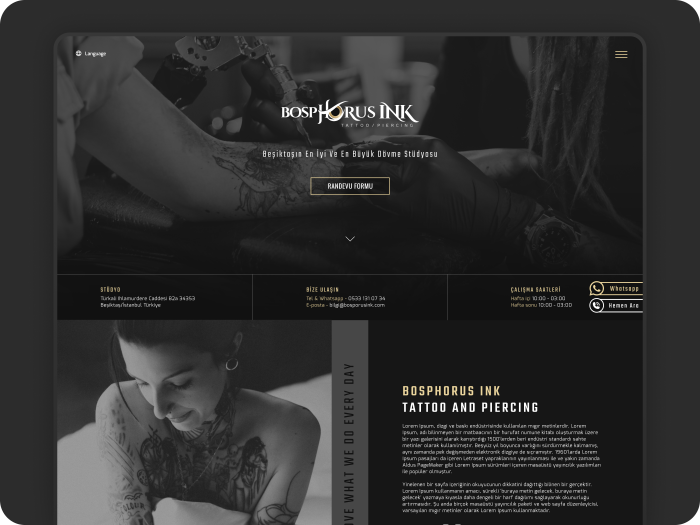 Language
BOSPHORUS INK
TATTOO / PIERCING
Beşiktaşın En İyi Ve En Büyük Dövme Stüdyosu
RANDEVU FORMU
STÜDYO
Türkali Ihlamurdere Caddesi 82a 34353
Beşiktaş/İstanbul Türkiye
BİZE ULAŞIN
Tel & Whatsapp - 0533 131 07 34
E-posta - bilgi@bosporusink.com
ÇALIŞMA SAATLERİ
Hafta içi 10:00 - 03:00
Hafta sonu 10:00 - 03:00
Whatsapp
Hemen Ara
VE WHAT WE DO EVERY DAY
BOSPHORUS INK
TATTOO AND PIERCING
Lorem Ipsum, dizgi ve baskı endüstrisinde kullanılan mıgır metinlerdir. Lorem
Ipsum, adı bilinmeyen bir matbaacının bir hurufat numune kitabı oluşturmak üzere
bir yazı galerisini alarak karıştırdığı 1500'lerden beri endüstri standardı sahte
metinler olarak kullanılmıştır. Beşyüz yıl boyunca varlığını sürdürmekle kalmamış,
aynı zamanda pek değişmeden elektronik dizgiye de sıçramıştır. 1960'larda Lorem
Ipsum pasajları da içeren Letraset yapraklarının yayınlanması ile ve yakın zamanda
Aldus PageMaker gibi Lorem Ipsum sürümleri içeren masaüstü yayıncılık yazılımları
ile popüler olmuştur.
Yinelenen bir sayfa içeriğinin okuyucunun dikkatini dağıttığı bilinen bir gerçektir.
Lorem Ipsum kullanmanın amacı, sürekli 'buraya metin gelecek, buraya metin
gelecek' yazmaya kıyasla daha dengeli bir harf dağılımı sağlayarak okunurluğu
artırmasıdır. Şu anda birçok masaüstü yayıncılık paketi ve web sayfa düzenleyicisi,
varsayılan mıgır metinler olarak Lorem Ipsum kullanmaktadır.